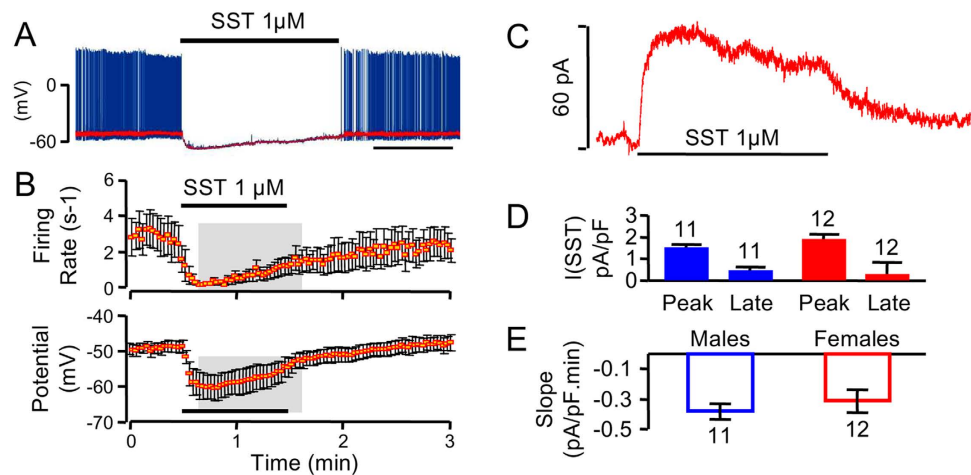 A
SST 1μM
(mV)
0
-60
B
SST 1 μM
Firing
Rate (s-1)
6
4
2
0
Potential
(mV)
-40
-50
-60
-70
0 1 2 3
Time (min)
C
60 pA
SST 1μM
D
I(SST)
pA/pF
3
2
1
0
11 11 12 12
Peak Late Peak Late
E
Males Females
Slope
(pA/pF.min)
-0.1
-0.3
-0.5
11 12